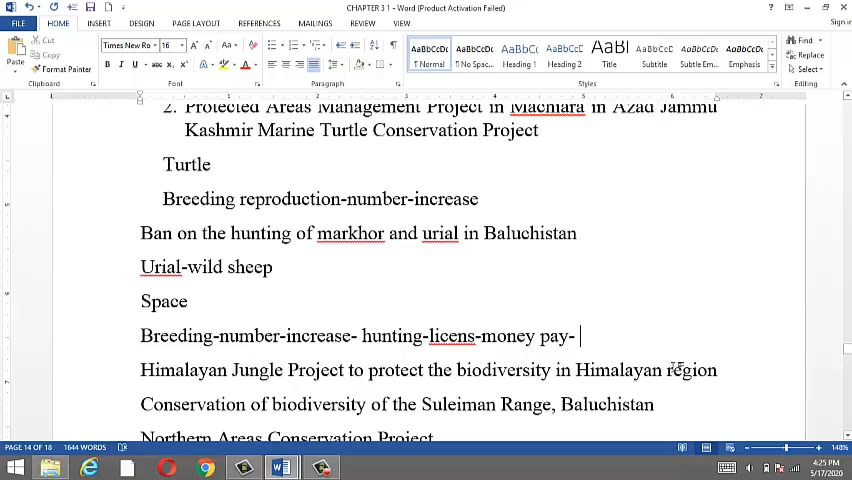 CHAPTER 3 1 - Word (Product Activation Failed)
FILE HOME INSERT DESIGN PAGE LAYOUT REFERENCES MAILINGS REVIEW VIEW Sign in
Cut
Copy
Format Painter
Paste
Clipboard
Times New Ro 16
Font
Paragraph
AaBbCcDc AaBbCcDc AaBbCc AaBbCcC AaBl AaBbCcD AaBbCcDc AaBbCcDc
¶ Normal ¶ No Spac... Heading 1 Heading 2 Title Subtitle Subtle Em... Emphasis
Styles
Find
Replace
Select
Editing
2. Protected Areas Management Project in Machiara in Azad Jammu
Kashmir Marine Turtle Conservation Project
Turtle
Breeding reproduction-number-increase
Ban on the hunting of markhor and urial in Baluchistan
Urial-wild sheep
Space
Breeding-number-increase- hunting-licens-money pay-
Himalayan Jungle Project to protect the biodiversity in Himalayan region
Conservation of biodiversity of the Suleiman Range, Baluchistan
Northern Areas Conservation Project
PAGE 14 OF 18 1644 WORDS 148%
4:25 PM
5/17/2020